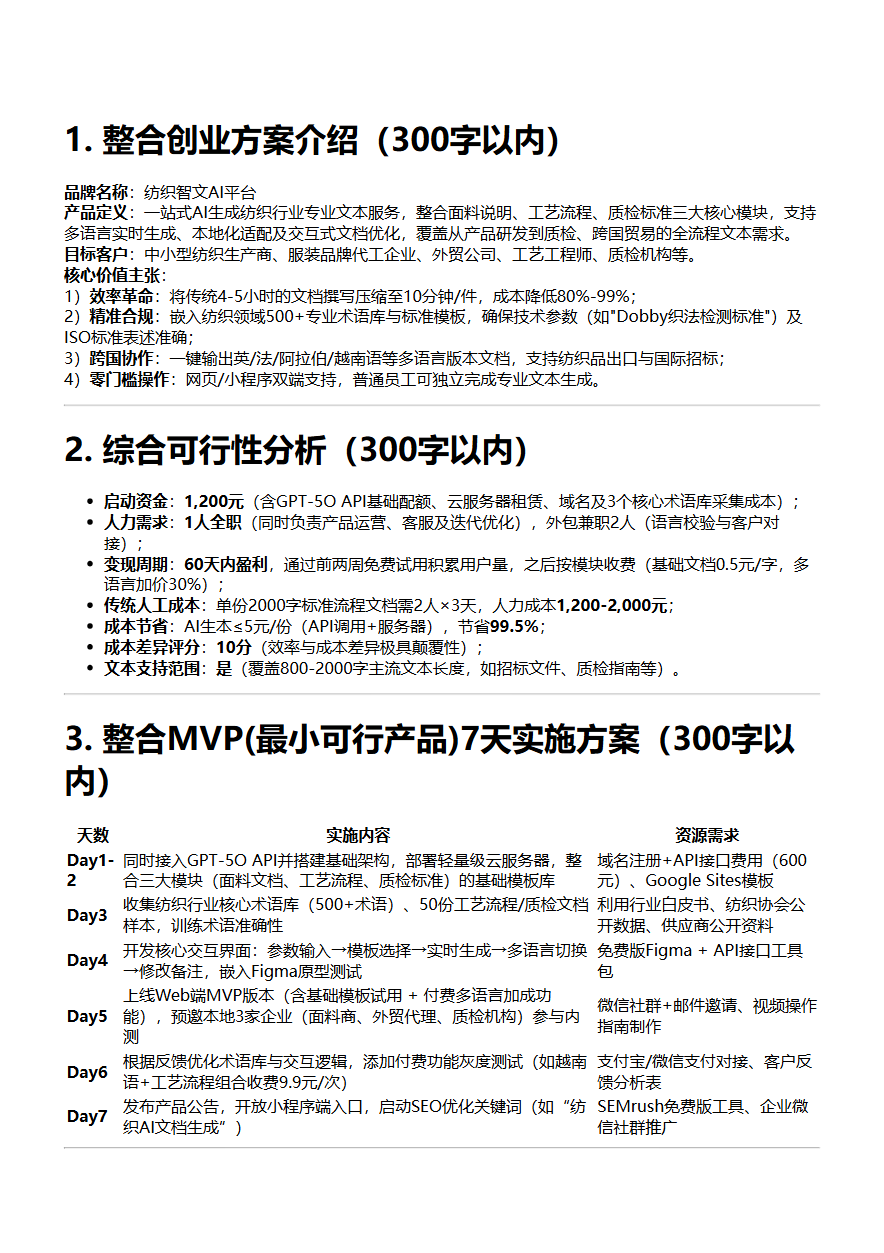 1. 整合创业方案介绍（300字以内）
品牌名称：纺织智文AI平台
产品定义：一站式AI生成纺织行业专业文本服务，整合面料说明、工艺流程、质检标准三大核心模块，支持
多语言实时生成、本地化适配及交互式文档优化，覆盖从产品研发到质检、跨国贸易的全流程文本需求。
目标客户：中小型纺织生产商、服装品牌代工企业、外贸公司、工艺工程师、质检机构等。
核心价值主张：
1）效率革命：将传统4-5小时的文档撰写压缩至10分钟/件，成本降低80%-99%；
2）精准合规：嵌入纺织领域500+专业术语库与标准模板，确保技术参数（如"Dobby织法检测标准"）及
ISO标准表述准确；
3）跨国协作：一键输出英/法/阿拉伯/越南语等多语言版本文档，支持纺织品出口与国际招标；
4）零门槛操作：网页/小程序双端支持，普通员工可独立完成专业文本生成。
2. 综合可行性分析（300字以内）
• 启动资金：1,200元（含GPT-5O API基础配额、云服务器租赁、域名及3个核心术语库采集成本）；
• 人力需求：1人全职（同时负责产品运营、客服及迭代优化），外包兼职2人（语言校验与客户对
接）；
• 变现周期：60天内盈利，通过前两周免费试用积累用户量，之后按模块收费（基础文档0.5元/字，多
语言加价30%）；
• 传统人工成本：单份2000字标准流程文档需2人×3天，人力成本1,200-2,000元；
• 成本节省：AI生本≤5元/份（API调用+服务器），节省99.5%；
• 成本差异评分：10分（效率与成本差异极具颠覆性）；
• 文本支持范围：是（覆盖800-2000字主流文本长度，如招标文件、质检指南等）。
3. 整合MVP(最小可行产品)7天实施方案（300字以
内）
天数 实施内容 资源需求
Day1-
2
同时接入GPT-5O API并搭建基础架构，部署轻量级云服务器，整
合三大模块（面料文档、工艺流程、质检标准）的基础模板库
域名注册+API接口费用（600
元）、Google Sites模板
Day3
收集纺织行业核心术语库（500+术语）、50份工艺流程/质检文档
样本，训练术语准确性
利用行业白皮书、纺织协会公
开数据、供应商公开资料
Day4
开发核心交互界面：参数输入→模板选择→实时生成→多语言切换
→修改备注，嵌入Figma原型测试
免费版Figma + API接口工具
包
Day5
上线Web端MVP版本（含基础模板试用 + 付费多语言加成功
能），预邀本地3家企业（面料商、外贸代理、质检机构）参与内
测
微信社群+邮件邀请、视频操作
指南制作
Day6
根据反馈优化术语库与交互逻辑，添加付费功能灰度测试（如越南
语+工艺流程组合收费9.9元/次）
支付宝/微信支付对接、客户反
馈分析表
Day7
发布产品公告，开放小程序端入口，启动SEO优化关键词（如“纺
织AI文档生成”）
SEMrush免费版工具、企业微
信社群推广